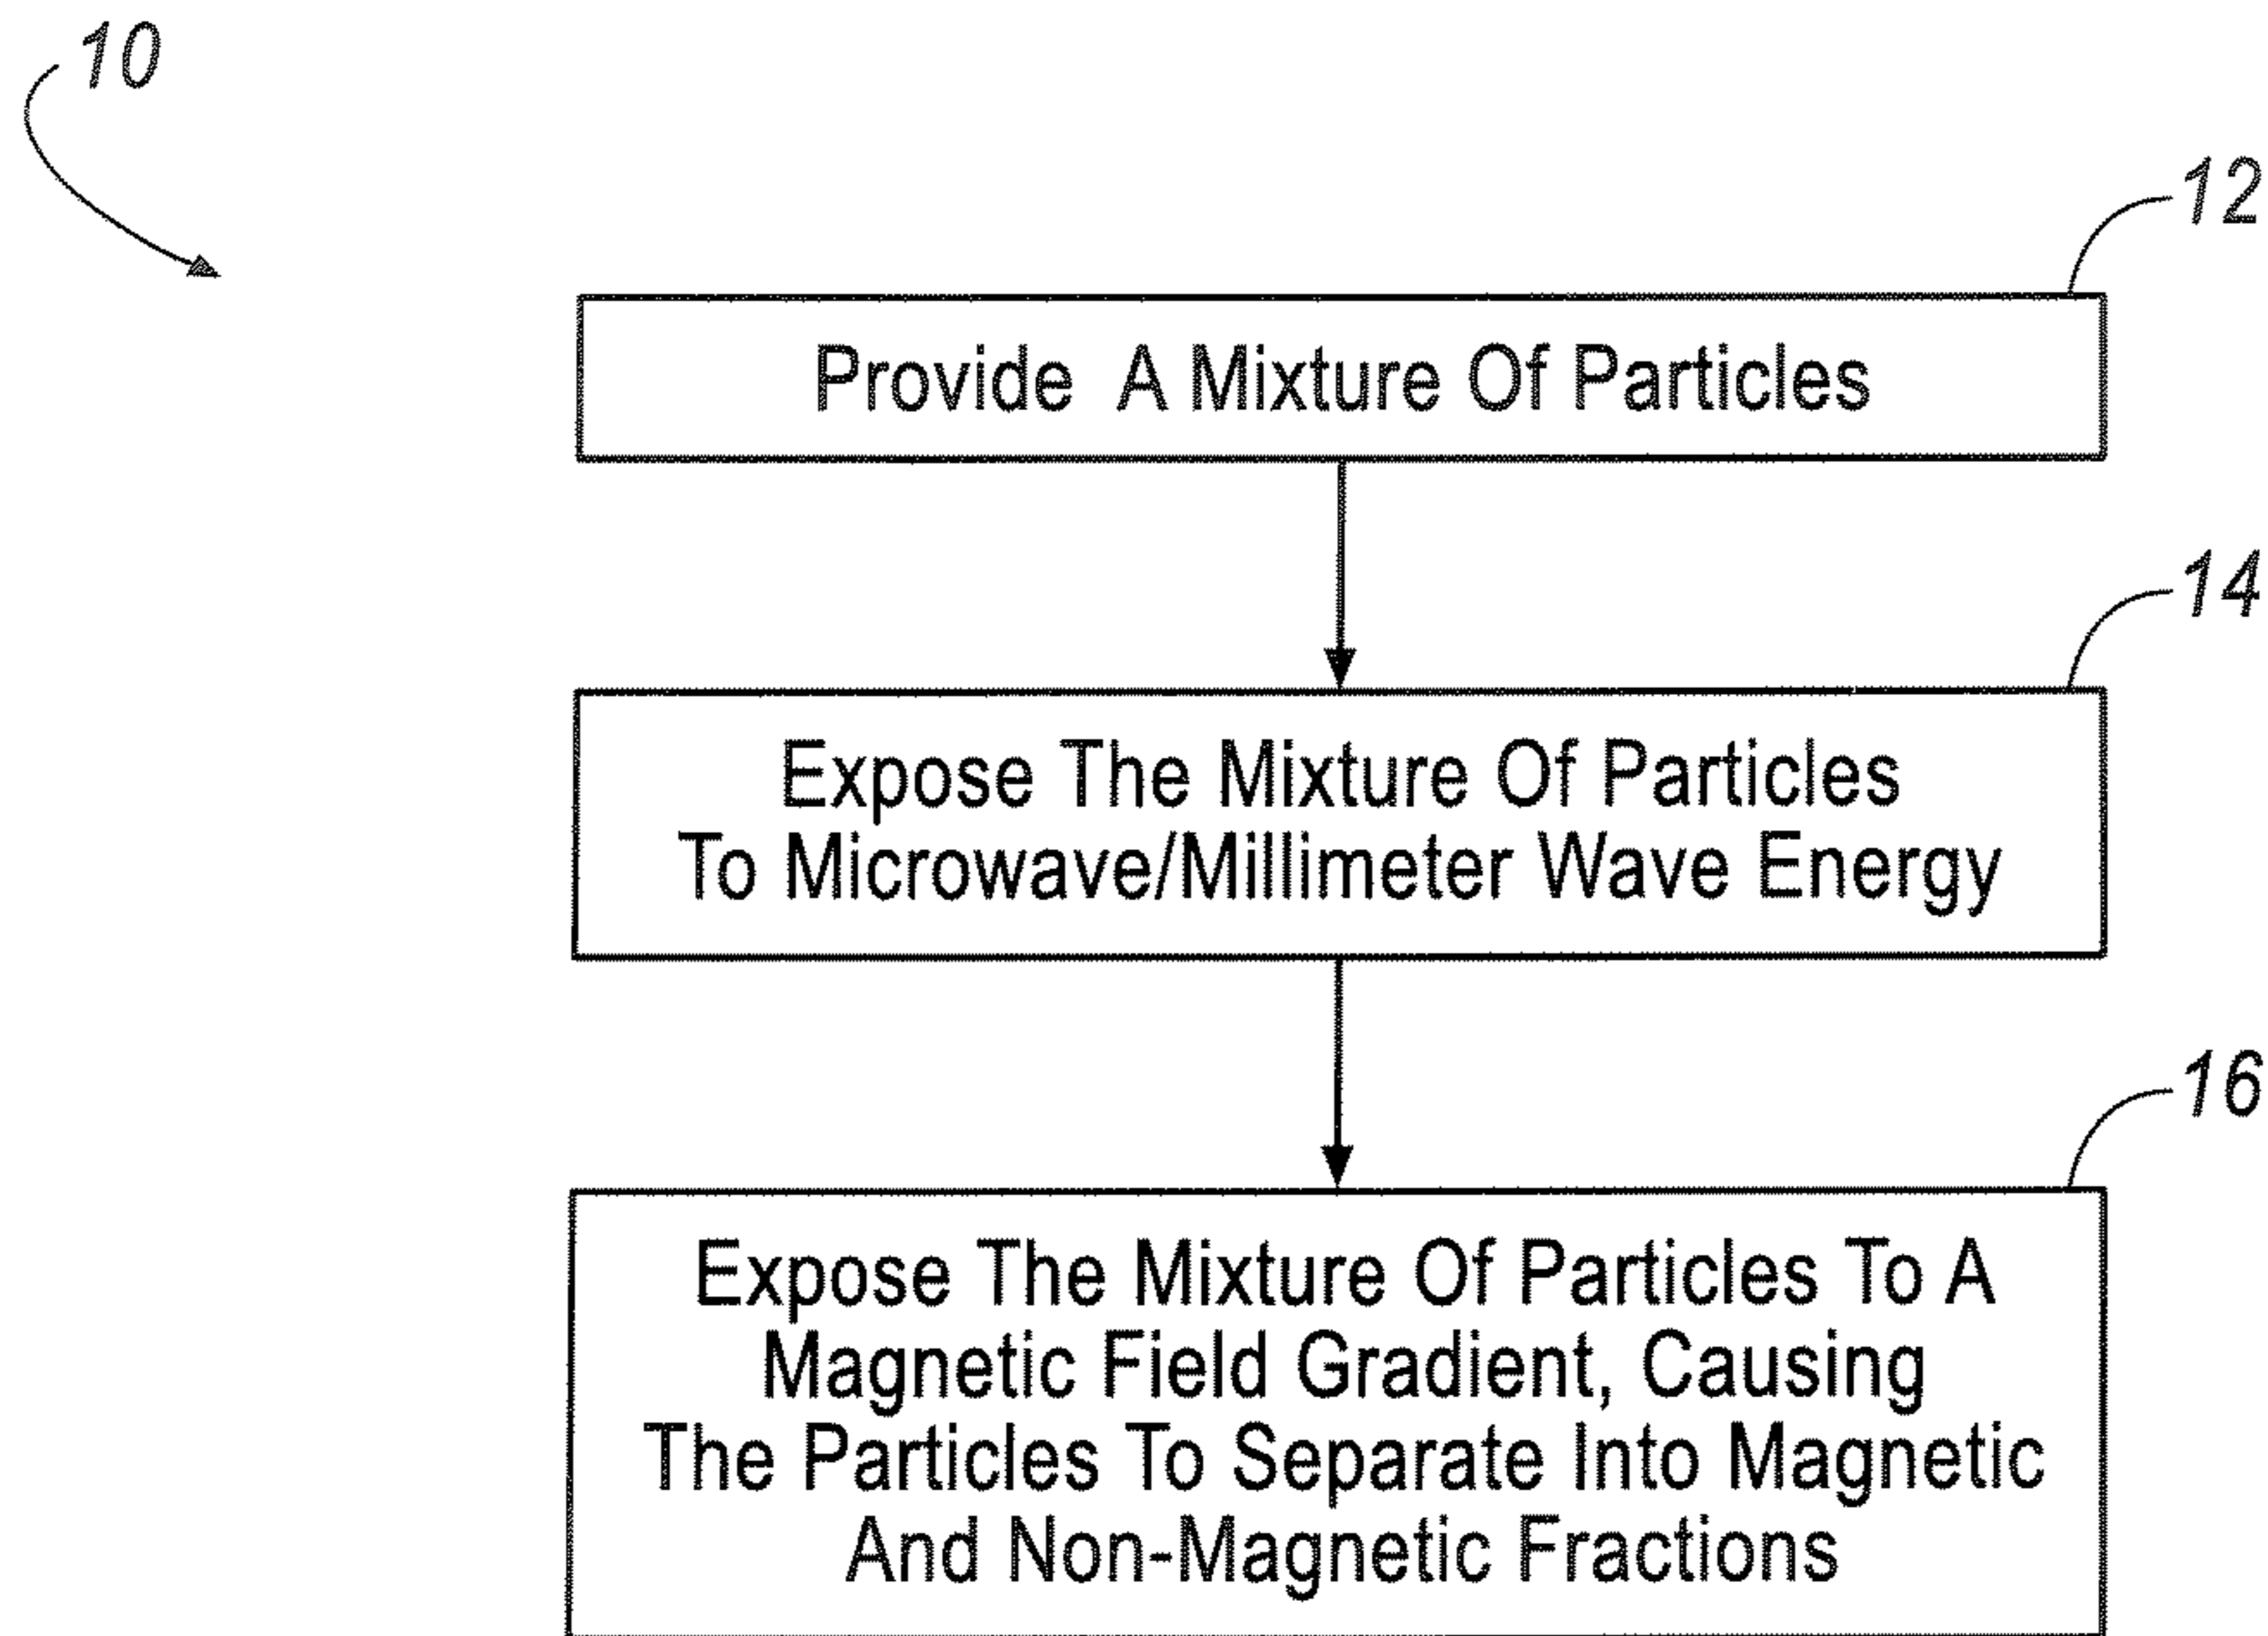 10
12
Provide A Mixture Of Particles
14
Expose The Mixture Of Particles
To Microwave/Millimeter Wave Energy
16
Expose The Mixture Of Particles To A
Magnetic Field Gradient, Causing
The Particles To Separate Into Magnetic
And Non-Magnetic Fractions